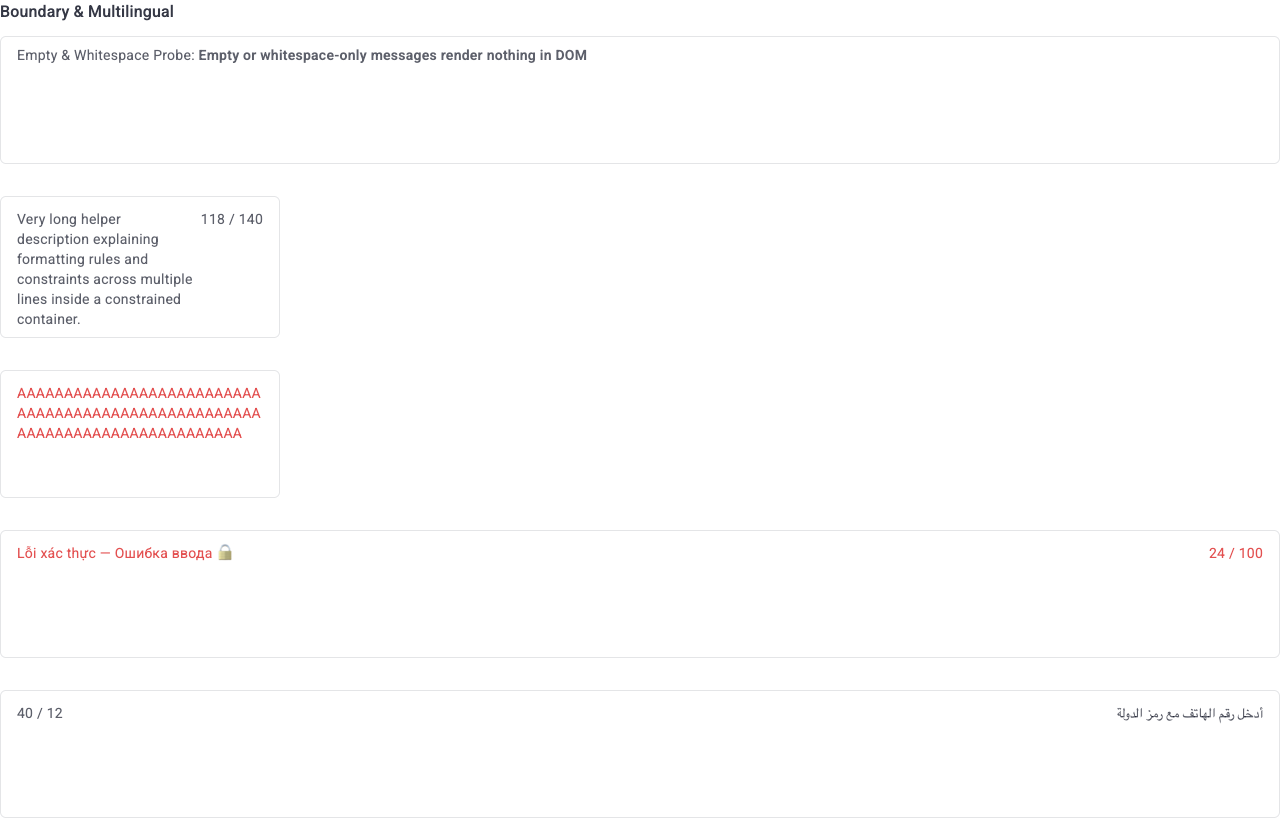 Boundary & Multilingual
Empty & Whitespace Probe: Empty or whitespace-only messages render nothing in DOM
Very long helper
description explaining
formatting rules and
constraints across multiple
lines inside a constrained
container.
118 / 140
AAAAAAAAAAAAAAAAAAAAAAAAAA
AAAAAAAAAAAAAAAAAAAAAAAAAA
AAAAAAAAAAAAAAAAAAAAAAAA
Lỗi xác thực — Ошибка ввода 🔒
24 / 100
أدخل رقم الهاتف مع رمز الدولة
40 / 12